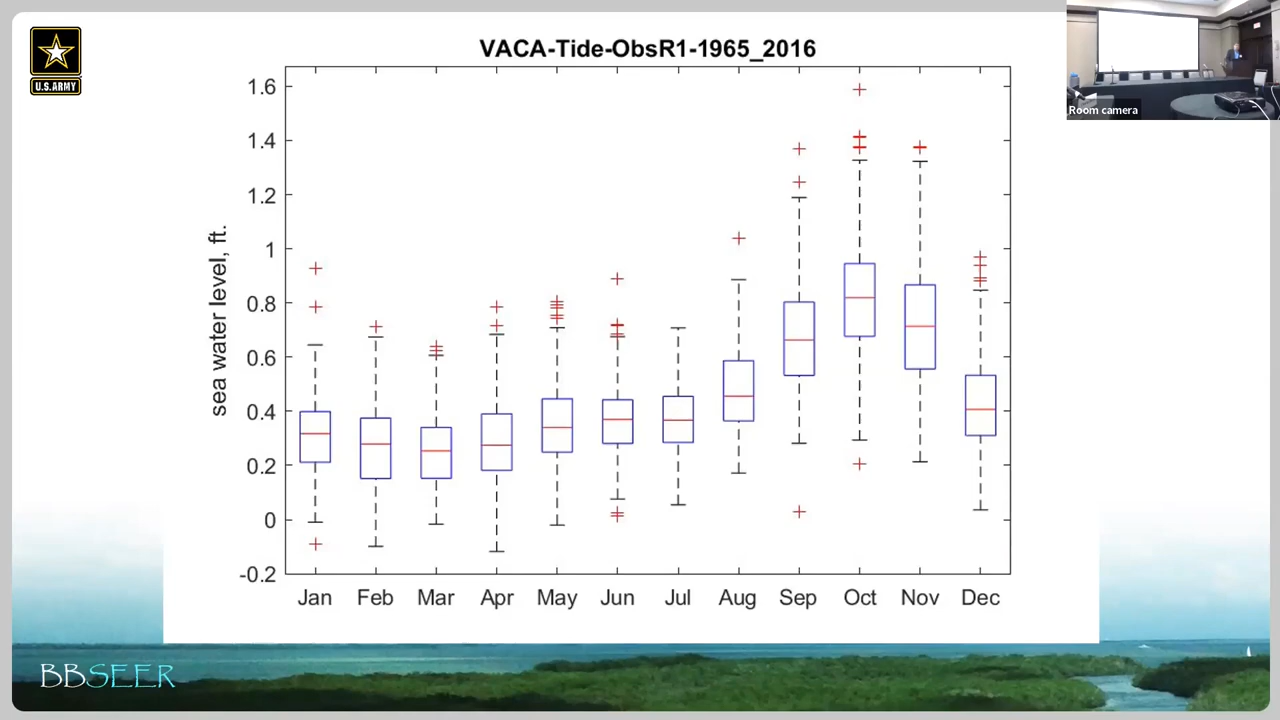 U.S.ARMY
VACA-Tide-ObsR1-1965_2016
Room camera
sea water level, ft.
1.6
1.4
1.2
1
0.8
0.6
0.4
0.2
0
-0.2
Jan Feb Mar Apr May Jun Jul Aug Sep Oct Nov Dec
BBSEER